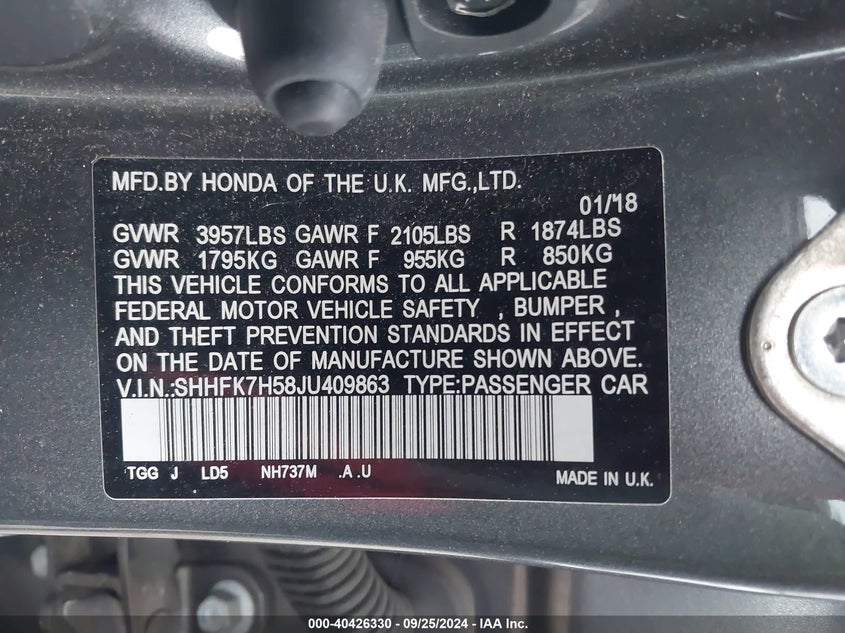 MFD.BY HONDA OF THE U.K. MFG.,LTD.
01/18
GVWR 3957LBS GAWR F 2105LBS R 1874LBS
GVWR 1795KG GAWR F 955KG R 850KG
THIS VEHICLE CONFORMS TO ALL APPLICABLE
FEDERAL MOTOR VEHICLE SAFETY , BUMPER ,
AND THEFT PREVENTION STANDARDS IN EFFECT
ON THE DATE OF MANUFACTURE SHOWN ABOVE.
V.I.N.:SHHFK7H58JU409863 TYPE:PASSENGER CAR
TGG J LD5 NH737M .A .U
MADE IN U.K.
000-40426330 - 09/25/2024 - IAA Inc.